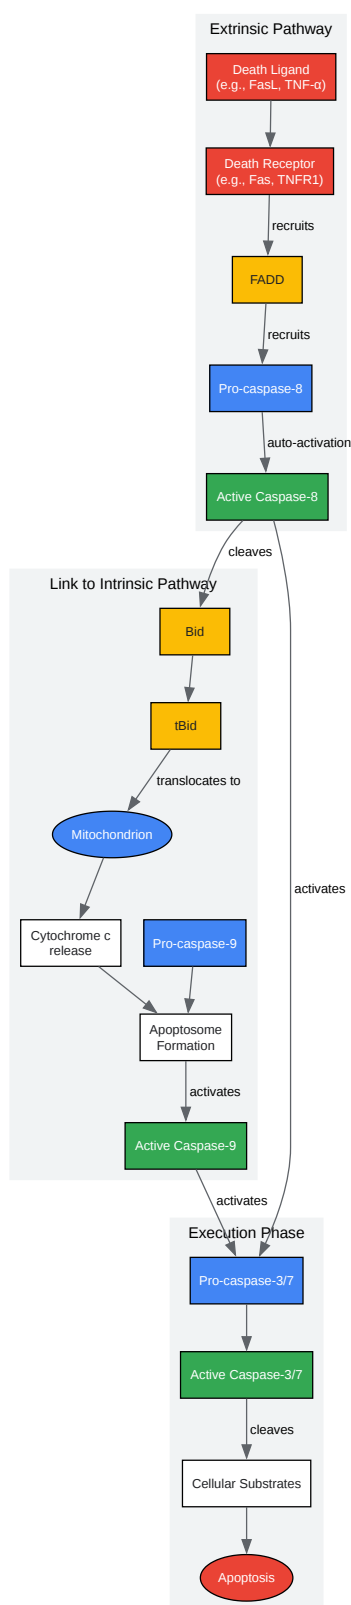 Extrinsic Pathway
Death Ligand
(e.g., FasL, TNF-α)
Death Receptor
(e.g., Fas, TNFR1)
recruits
FADD
recruits
Pro-caspase-8
auto-activation
Active Caspase-8
cleaves
Link to Intrinsic Pathway
Bid
tBid
translocates to
Mitochondrion
activates
Cytochrome c
release
Pro-caspase-9
Apoptosome
Formation
activates
Active Caspase-9
activates
Execution Phase
Pro-caspase-3/7
Active Caspase-3/7
cleaves
Cellular Substrates
Apoptosis